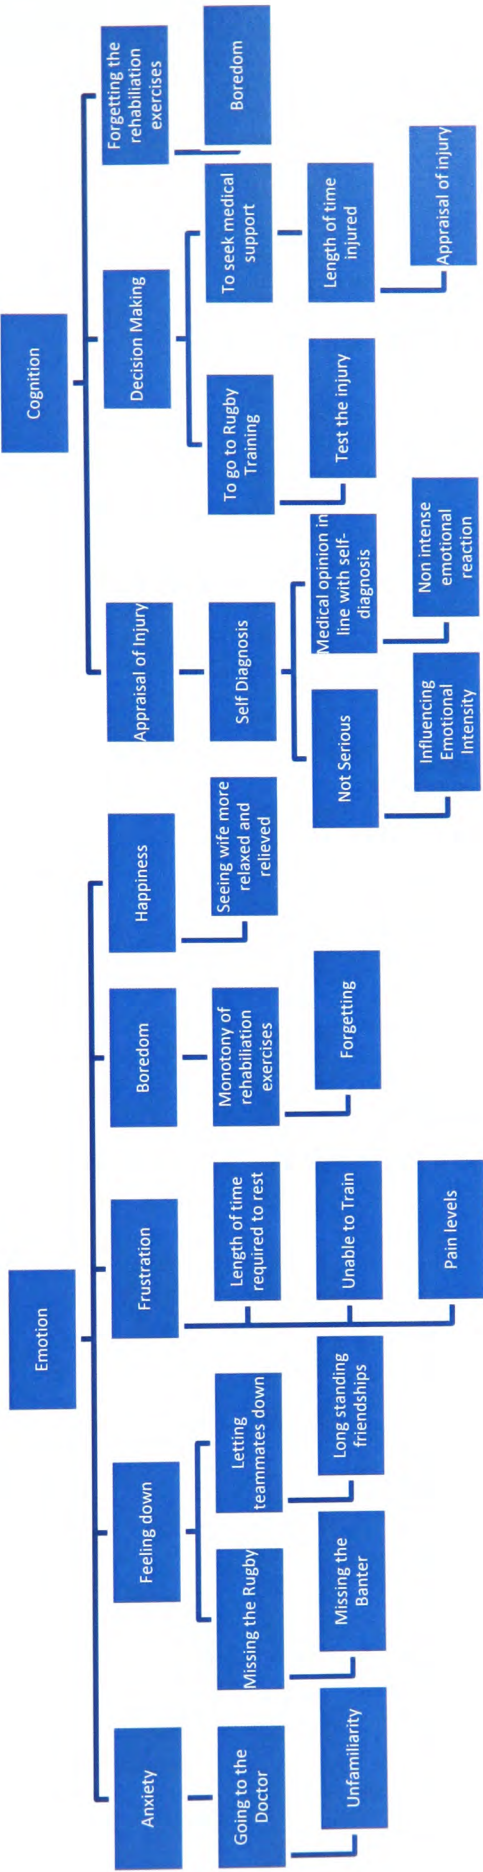 Emotion
Anxiety
Going to the
Doctor
Unfamiliarity
Feeling down
Missing the Rugby
Missing the
Banter
Letting
teammates down
Long standing
friendships
Frustration
Length of time
required to rest
Unable to Train
Pain levels
Boredom
Monotony of
rehabiliation
exercises
Forgetting
Happiness
Seeing wife more
relaxed and
relieved
Cognition
Appraisal of Injury
Self Diagnosis
Not Serious
Influencing
Emotional
Intensity
Medical opinion in
line with self-
diagnosis
Non intense
emotional
reaction
Decision Making
To go to Rugby
Training
Test the injury
To seek medical
support
Length of time
injured
Appraisal of injury
Forgetting the
rehabiliation
exercises
Boredom